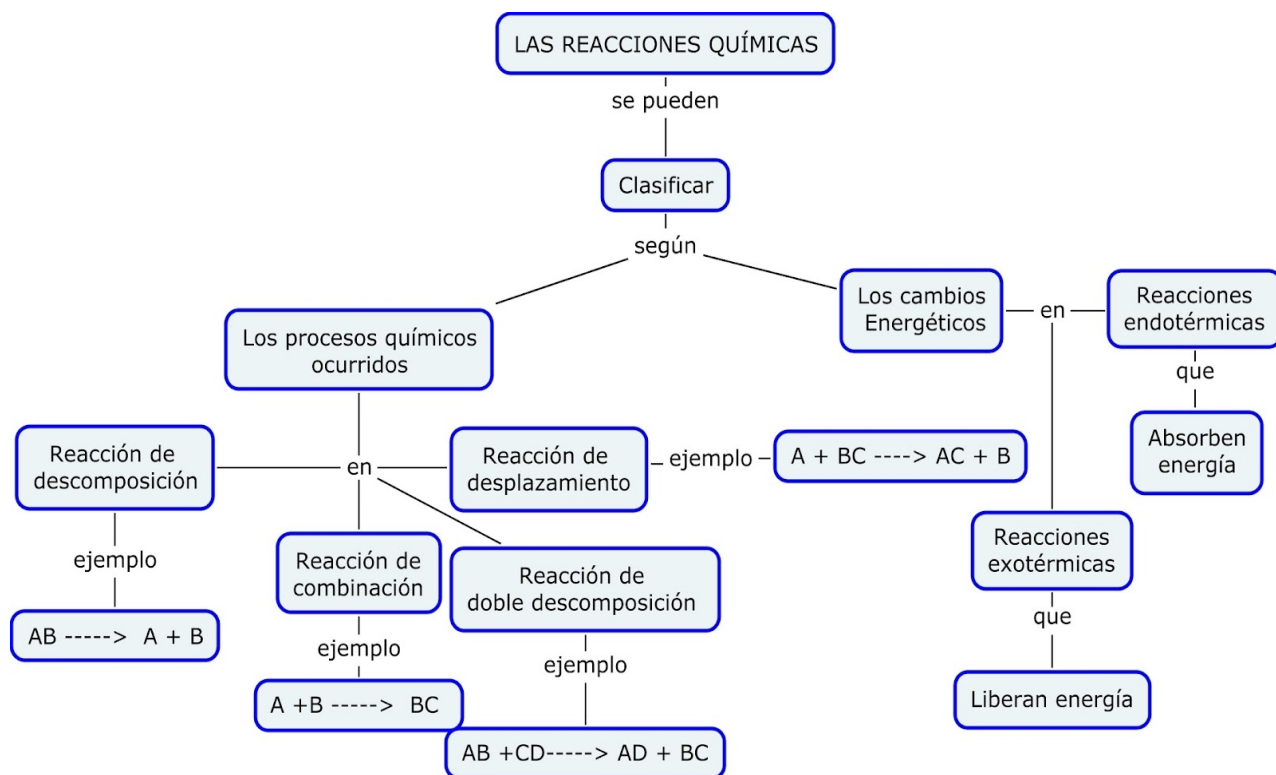 LAS REACCIONES QUÍMICAS
se pueden
Clasificar
según
Los procesos químicos
ocurridos
en
Reacción de
descomposición
ejemplo
AB -----> A + B
Reacción de
combinación
ejemplo
A +B -----> BC
Reacción de
doble descomposición
ejemplo
AB +CD-----> AD + BC
Reacción de
desplazamiento
ejemplo
A + BC ----> AC + B
Los cambios
Energéticos
en
Reacciones
endotérmicas
que
Absorben
energía
Reacciones
exotérmicas
que
Liberan energía